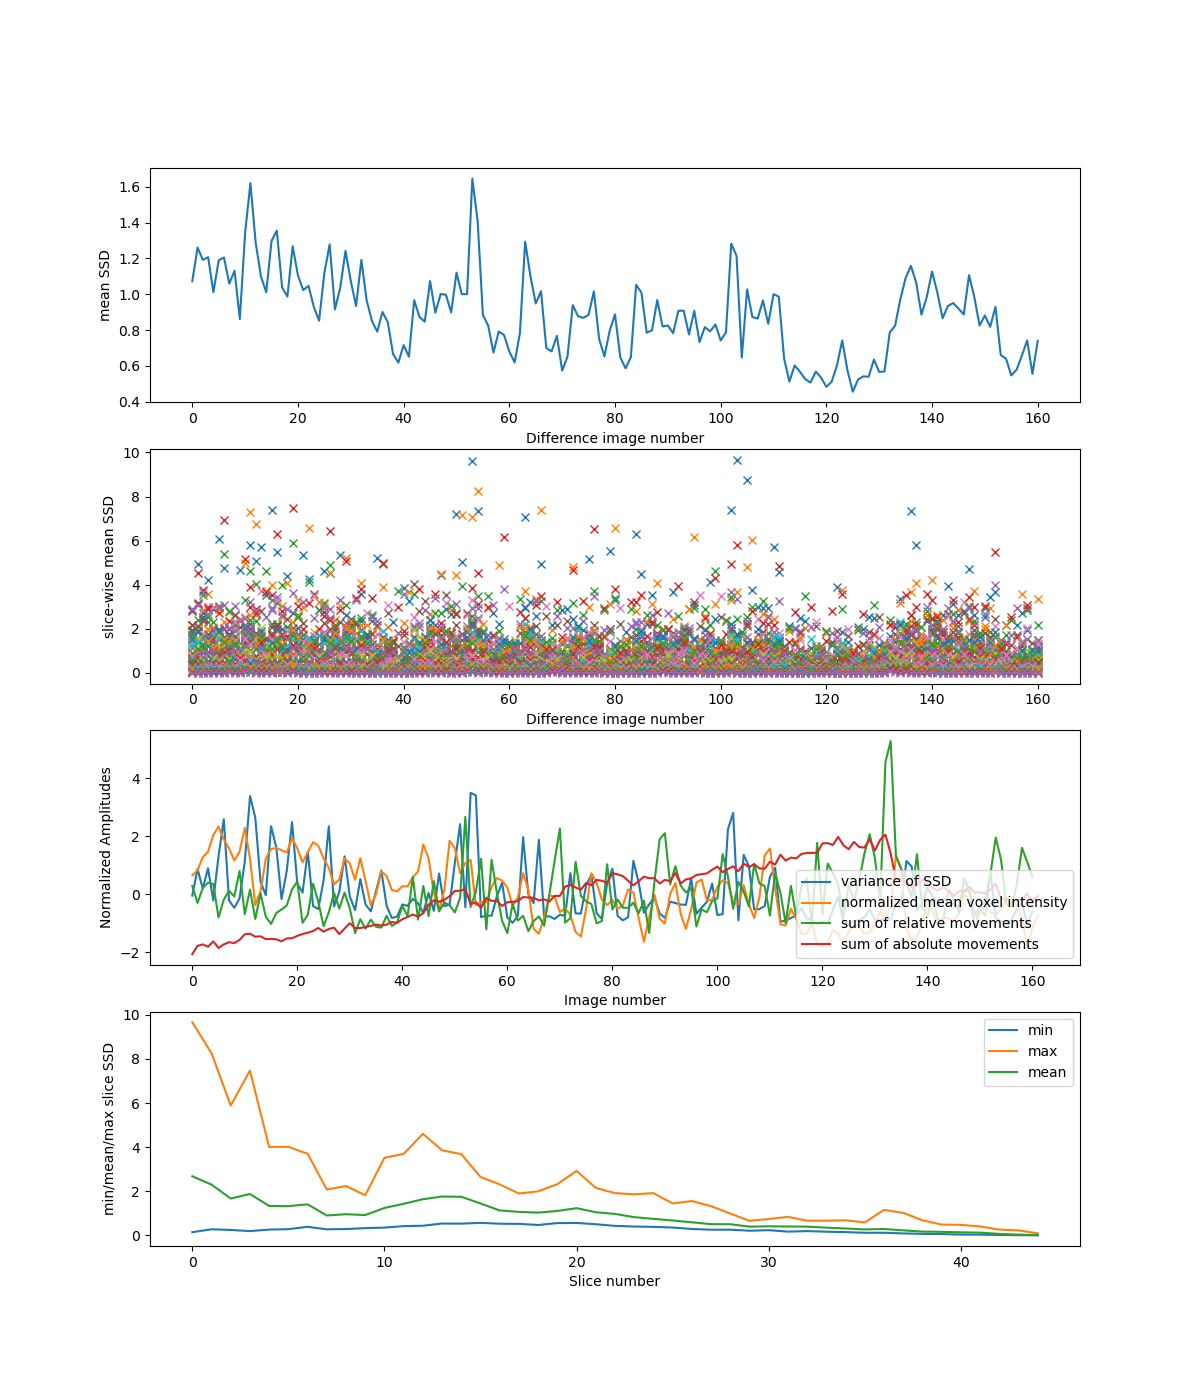 mean SSD
1.6
1.4
1.2
1.0
0.8
0.6
0.4
0 20 40 60 80 100 120 140 160
Difference image number
slice-wise mean SSD
10
8
6
4
2
0
0 20 40 60 80 100 120 140 160
Difference image number
Normalized Amplitudes
4
2
0
−2
variance of SSD
normalized mean voxel intensity
sum of relative movements
sum of absolute movements
0 20 40 60 80 100 120 140 160
Image number
min/mean/max slice SSD
10
8
6
4
2
0
min
max
mean
0 10 20 30 40
Slice number